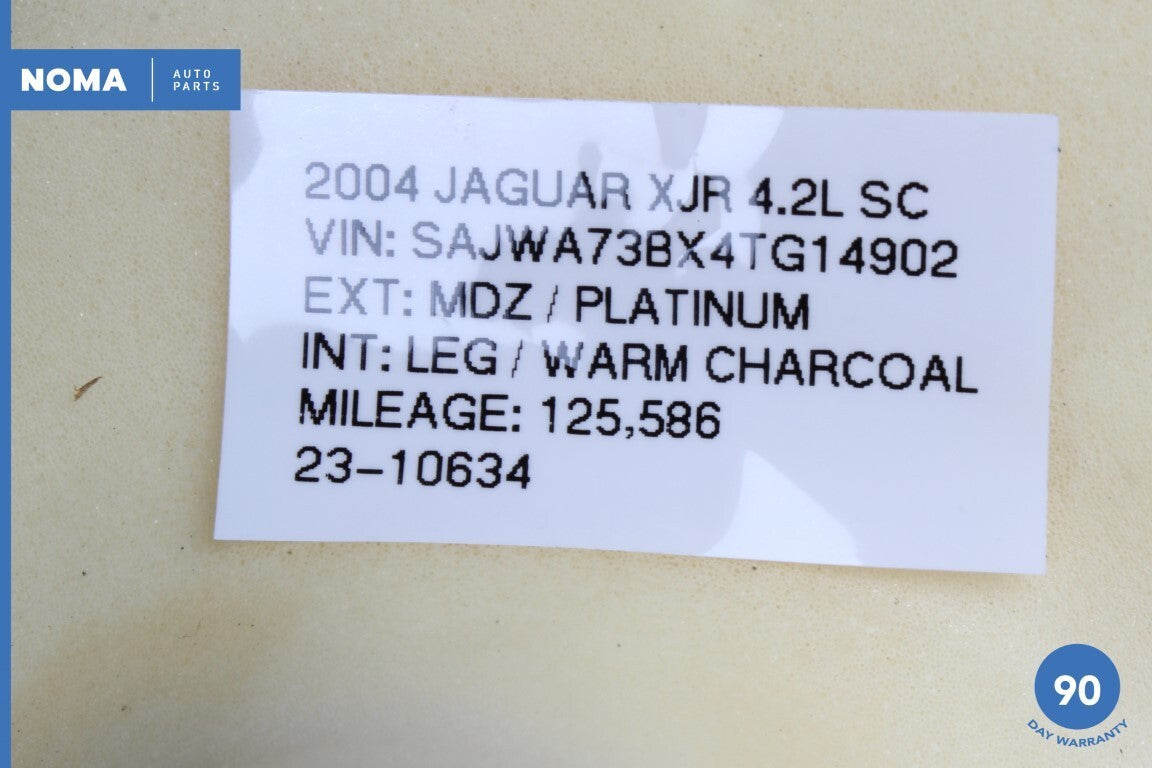 NOMA
AUTO
PARTS
2004 JAGUAR XJR 4.2L SC
VIN: SAJWA73BX4TG14902
EXT: MDZ / PLATINUM
INT: LEG / WARM CHARCOAL
MILEAGE: 125,586
23-10634
90
DAY WARRANTY